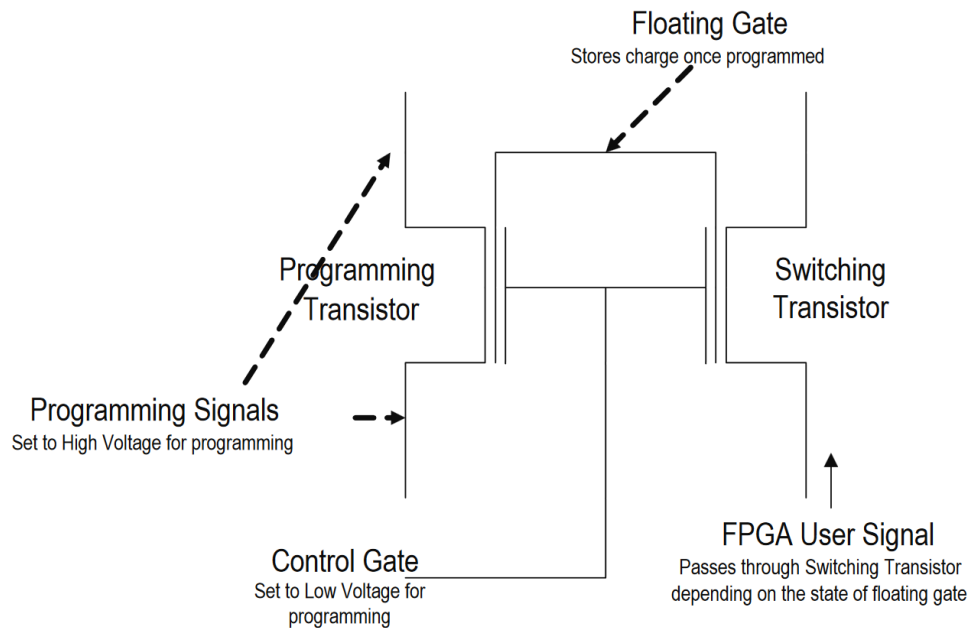 Floating Gate
Stores charge once programmed
Programming
Transistor
Switching
Transistor
Programming Signals
Set to High Voltage for programming
Control Gate
Set to Low Voltage for
programming
FPGA User Signal
Passes through Switching Transistor
depending on the state of floating gate